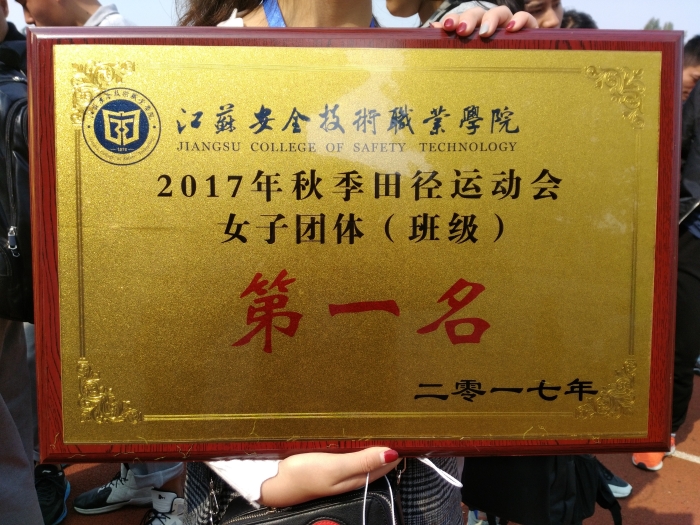 江蘇安全技術職業學院
JIANGSU COLLEGE OF SAFETY TECHNOLOGY
2017年秋季田径运动会
女子团体（班级）
第一名
二零一七年